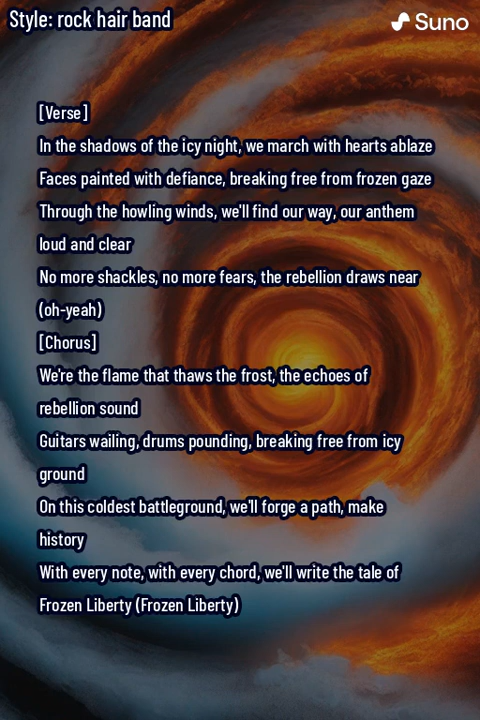 Style: rock hair band
Suno
[Verse]
In the shadows of the icy night, we march with hearts ablaze
Faces painted with defiance, breaking free from frozen gaze
Through the howling winds, we'll find our way, our anthem
loud and clear
No more shackles, no more fears, the rebellion draws near
(oh-yeah)
[Chorus]
We're the flame that thaws the frost, the echoes of
rebellion sound
Guitars wailing, drums pounding, breaking free from icy
ground
On this coldest battleground, we'll forge a path, make
history
With every note, with every chord, we'll write the tale of
Frozen Liberty (Frozen Liberty)